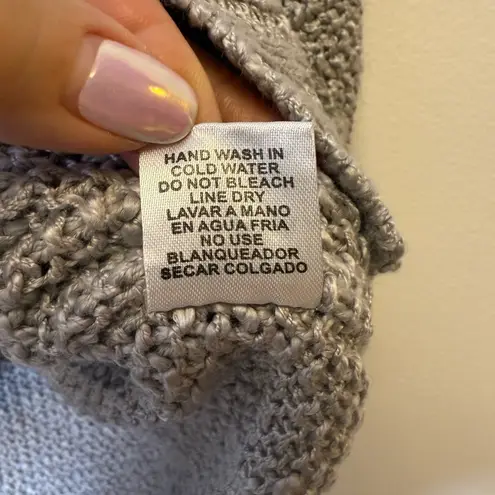 HAND WASH IN
COLD WATER
DO NOT BLEACH
LINE DRY
LAVAR A MANO
EN AGUA FRIA
NO USE
BLANQUEADOR
SECAR COLGADO